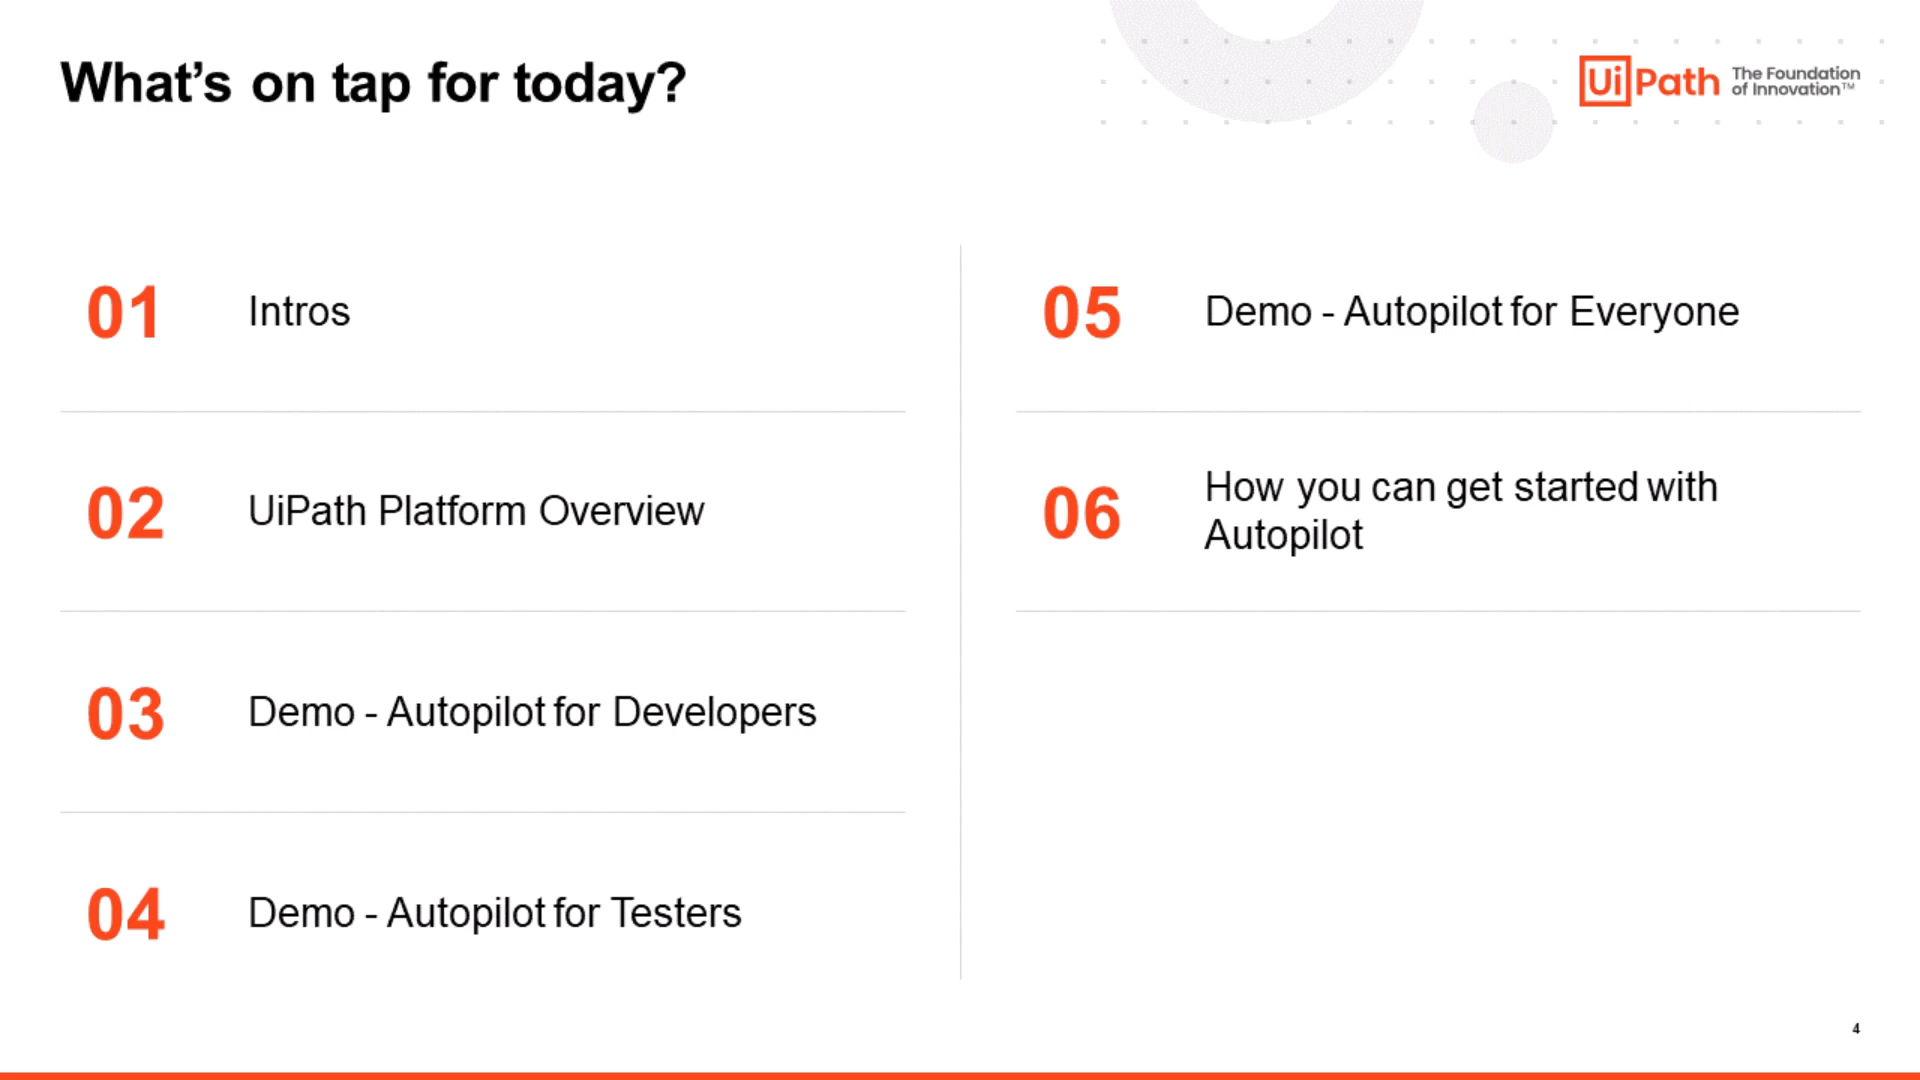 What’s on tap for today?
UiPath The Foundation
of Innovation™
01 Intros
02 UiPath Platform Overview
03 Demo - Autopilot for Developers
04 Demo - Autopilot for Testers
05 Demo - Autopilot for Everyone
06 How you can get started with
Autopilot
4